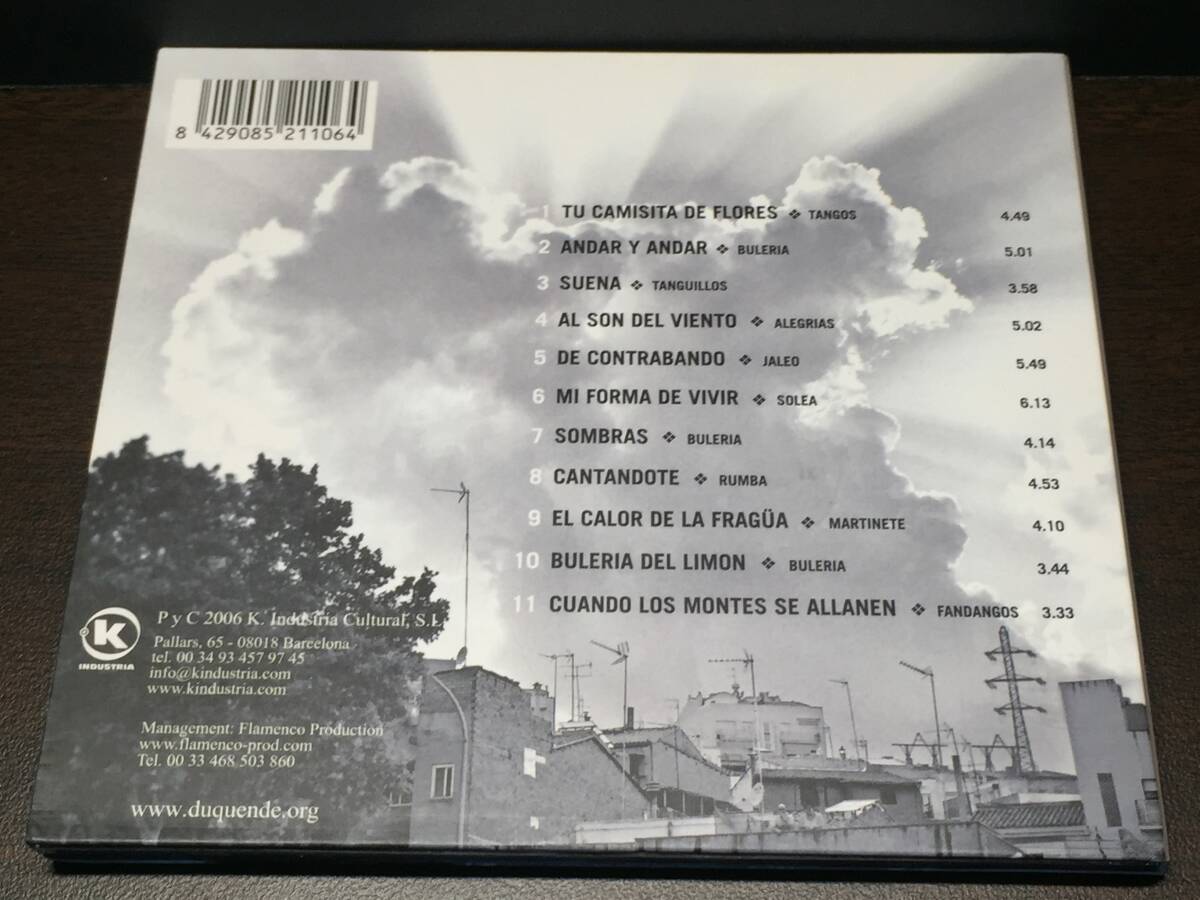 8 429085 211064
1 TU CAMISITA DE FLORES ❖ TANGOS 4.49
2 ANDAR Y ANDAR ❖ BULERIA 5.01
3 SUENA ❖ TANGUILLOS 3.58
4 AL SON DEL VIENTO ❖ ALEGRIAS 5.02
5 DE CONTRABANDO ❖ JALEO 5.49
6 MI FORMA DE VIVIR ❖ SOLEA 6.13
7 SOMBRAS ❖ BULERIA 4.14
8 CANTANDOTE ❖ RUMBA 4.53
9 EL CALOR DE LA FRAGÜA ❖ MARTINETE 4.10
10 BULERIA DEL LIMON ❖ BULERIA 3.44
11 CUANDO LOS MONTES SE ALLANEN ❖ FANDANGOS 3.33
K
INDUSTRIA
P y C 2006 K. Industria Cultural, S.L.
Pallars, 65 - 08018 Barcelona
tel. 00 34 93 457 97 45
info@kindustria.com
www.kindustria.com
Management: Flamenco Production
www.flamenco-prod.com
Tel. 00 33 468 503 860
www.duquende.org